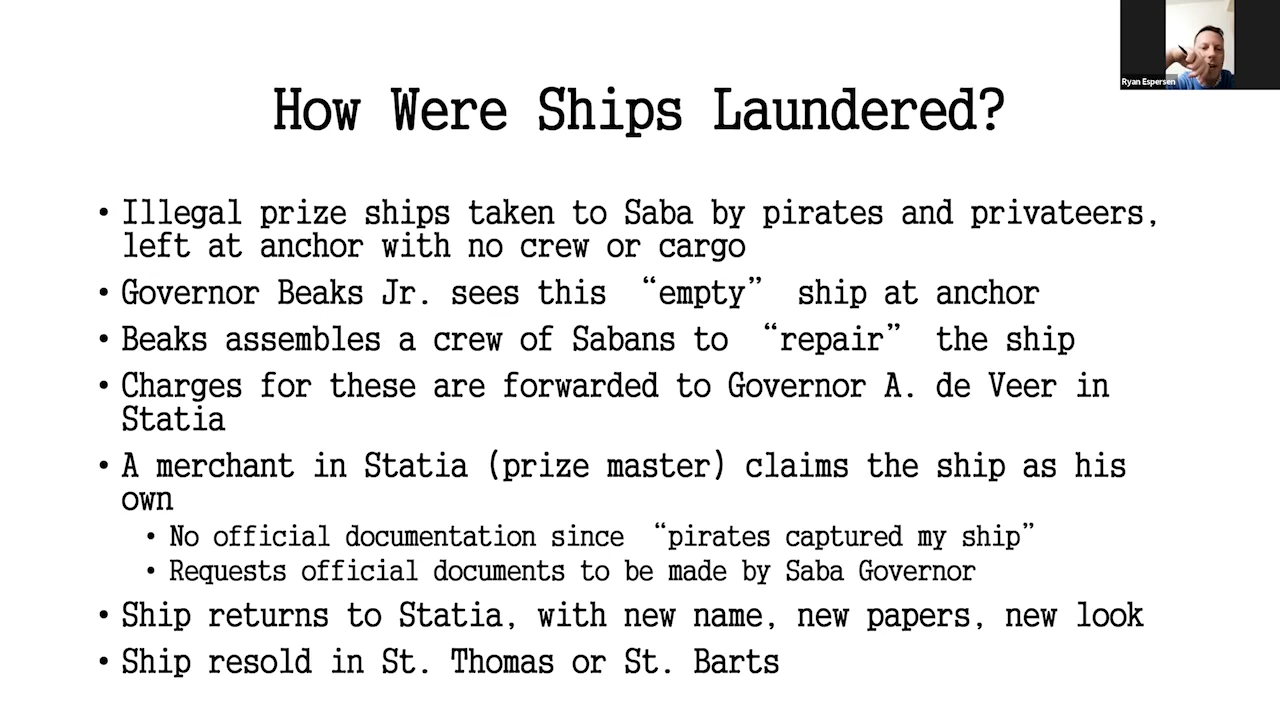 Ryan Espersen
How Were Ships Laundered?
• Illegal prize ships taken to Saba by pirates and privateers,
left at anchor with no crew or cargo
• Governor Beaks Jr. sees this “empty” ship at anchor
• Beaks assembles a crew of Sabans to “repair” the ship
• Charges for these are forwarded to Governor A. de Veer in
Statia
• A merchant in Statia (prize master) claims the ship as his
own
• No official documentation since “pirates captured my ship”
• Requests official documents to be made by Saba Governor
• Ship returns to Statia, with new name, new papers, new look
• Ship resold in St. Thomas or St. Barts